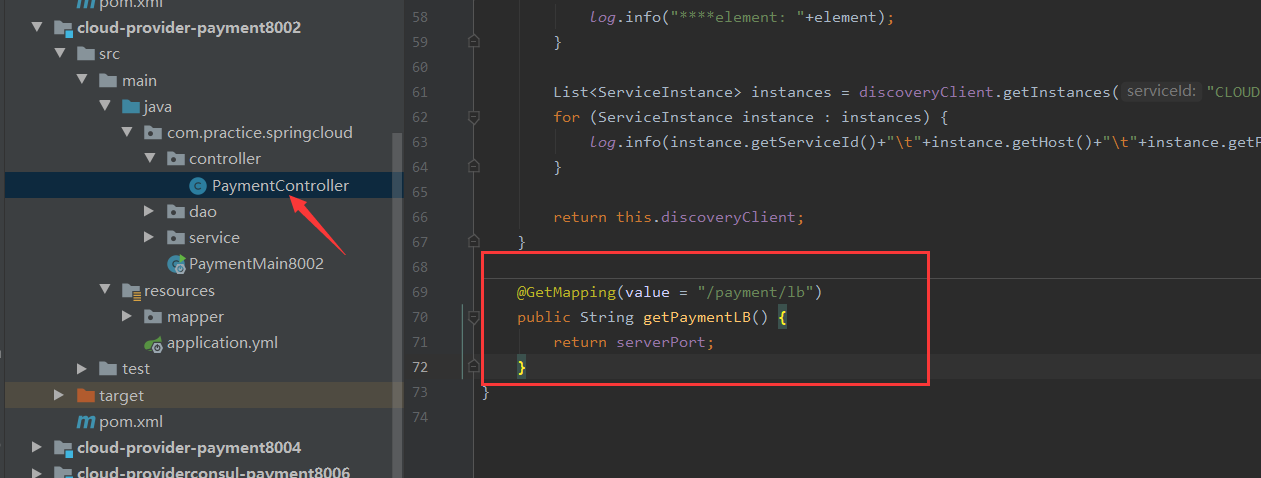 pom.xml
cloud-provider-payment8002
src
main
java
com.practice.springcloud
controller
PaymentController
dao
service
PaymentMain8002
resources
mapper
application.yml
test
target
pom.xml
cloud-provider-payment8004
cloud-providerconsul-payment8006
58 log.info("****element: "+element);
59 }
60
61 List<ServiceInstance> instances = discoveryClient.getInstances( serviceId: "CLOUD
62 for (ServiceInstance instance : instances) {
63 log.info(instance.getServiceId()+"\t"+instance.getHost()+"\t"+instance.getP
64 }
65
66 return this.discoveryClient;
67 }
68
69 @GetMapping(value = "/payment/lb")
70 public String getPaymentLB() {
71 return serverPort;
72 }
73 }
74